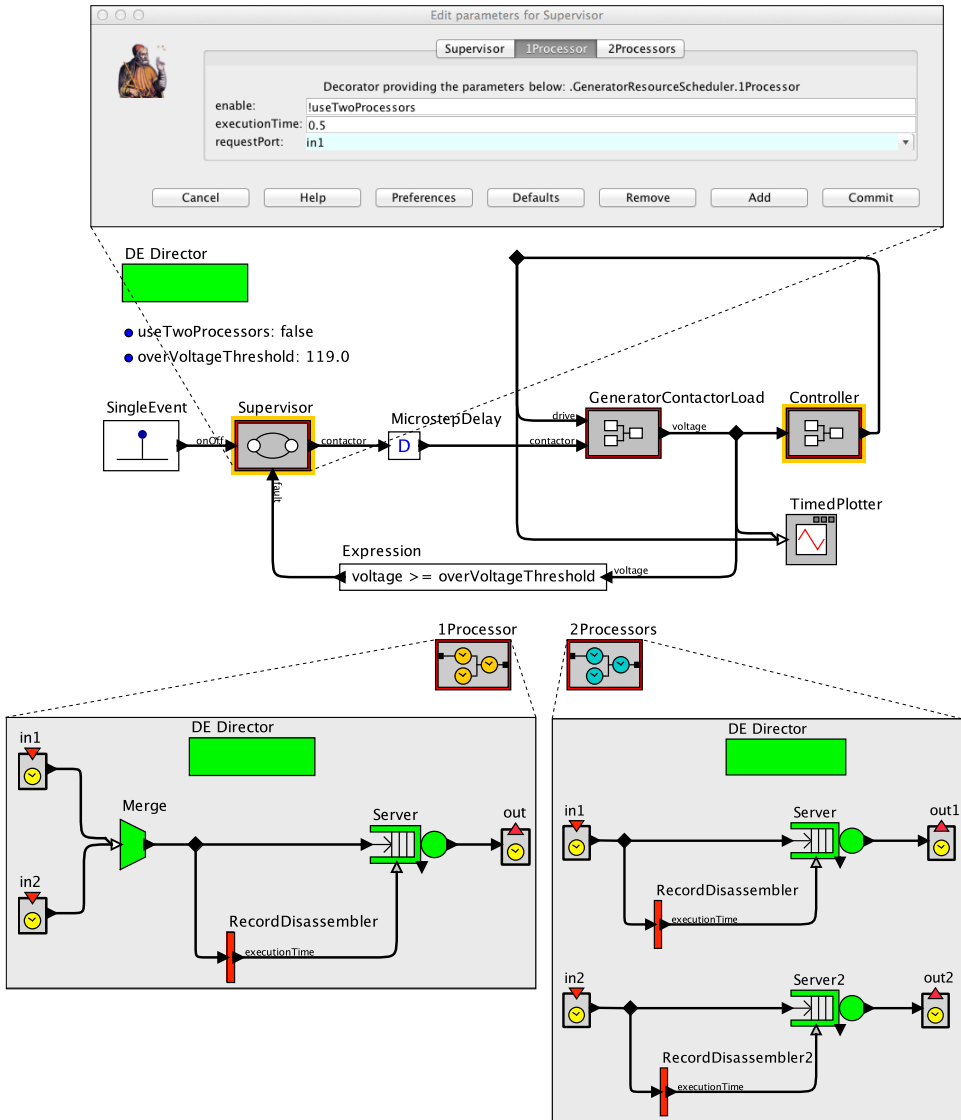 Edit parameters for Supervisor
Supervisor 1Processor 2Processors
Decorator providing the parameters below: .GeneratorResourceScheduler.1Processor
enable: !useTwoProcessors
executionTime: 0.5
requestPort: in1
Cancel Help Preferences Defaults Remove Add Commit
DE Director
useTwoProcessors: false
overVoltageThreshold: 119.0
SingleEvent
Supervisor
MicrostepDelay
GeneratorContactorLoad
Controller
onOff
contactor
D
drive
contactor
voltage
fault
TimedPlotter
Expression
voltage >= overVoltageThreshold
voltage
1Processor
2Processors
DE Director
in1
Merge
Server
out
in2
RecordDisassembler
executionTime
DE Director
in1
Server
out1
RecordDisassembler
executionTime
in2
Server2
out2
RecordDisassembler2
executionTime